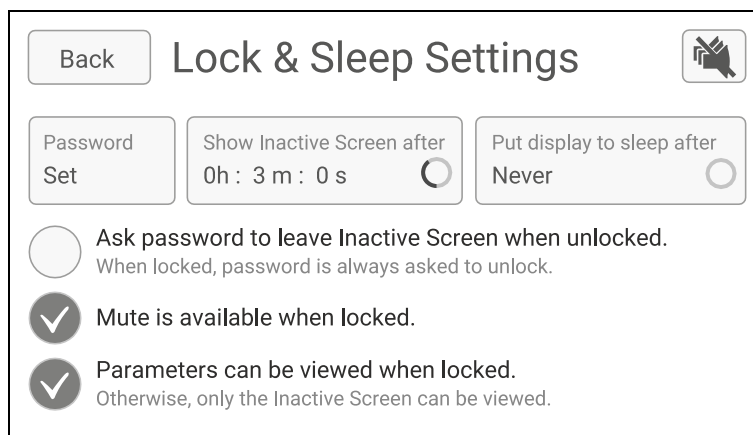 Back
Lock & Sleep Settings
Password
Set
Show Inactive Screen after
0h : 3 m : 0 s
Put display to sleep after
Never
Ask password to leave Inactive Screen when unlocked.
When locked, password is always asked to unlock.
Mute is available when locked.
Parameters can be viewed when locked.
Otherwise, only the Inactive Screen can be viewed.